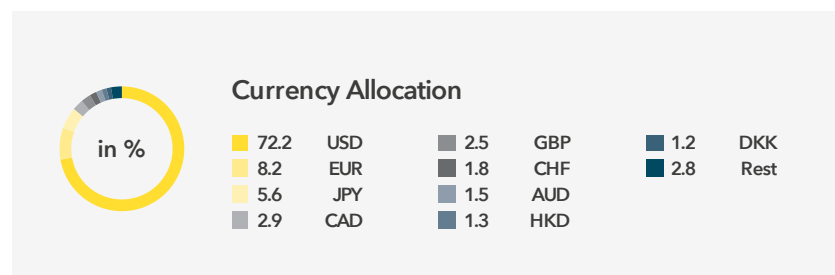 Currency Allocation
in %
72.2 USD
8.2 EUR
5.6 JPY
2.9 CAD
2.5 GBP
1.8 CHF
1.5 AUD
1.3 HKD
1.2 DKK
2.8 Rest